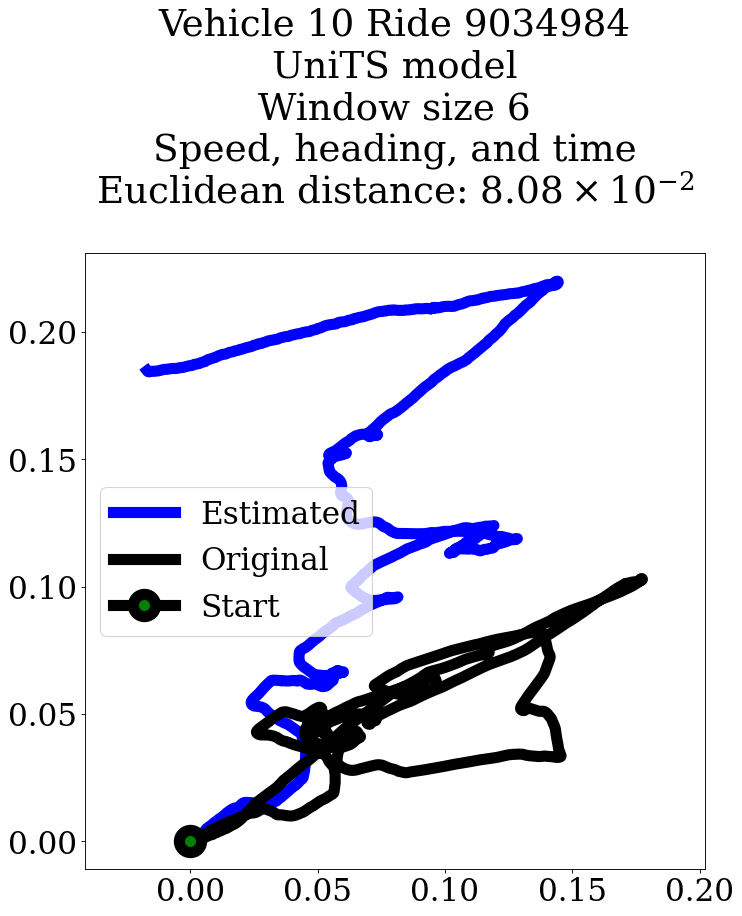 Vehicle 10 Ride 9034984
UniTS model
Window size 6
Speed, heading, and time
Euclidean distance: 8.08 × 10⁻²
0.20
0.15
Estimated
Original
0.10
Start
0.05
0.00
0.00 0.05 0.10 0.15 0.20